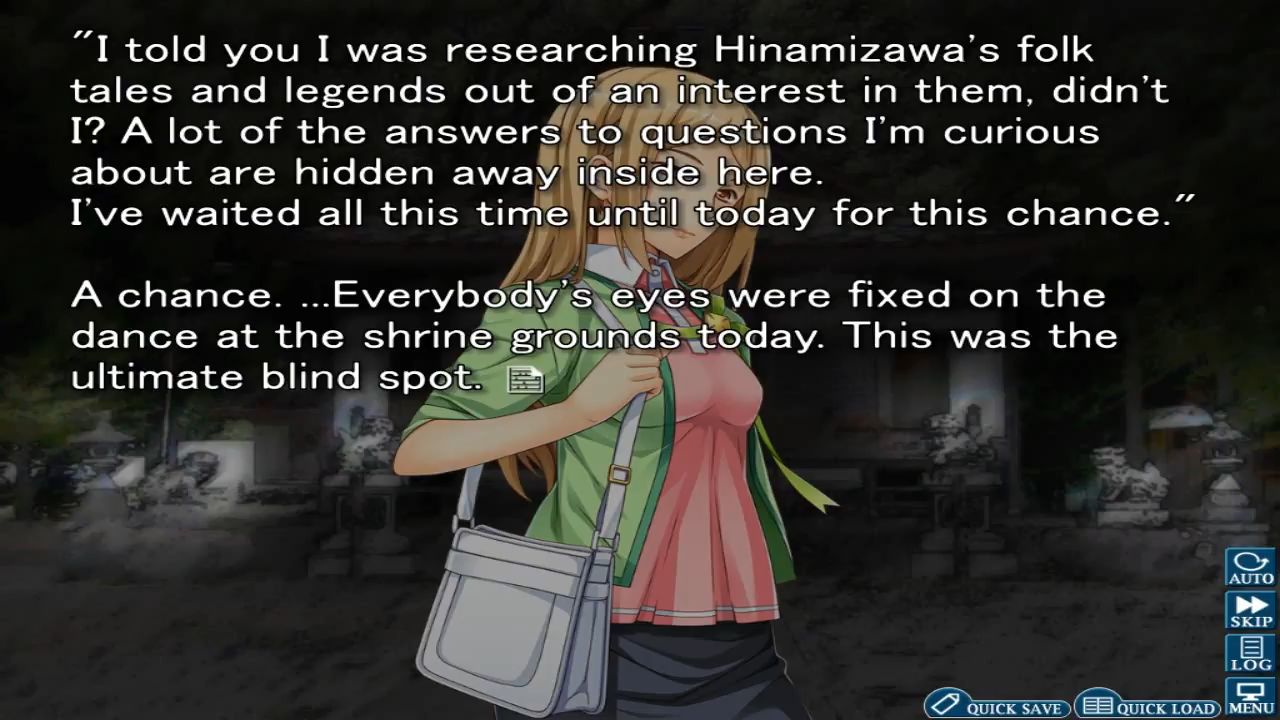 "I told you I was researching Hinamizawa's folk
tales and legends out of an interest in them, didn't
I? A lot of the answers to questions I'm curious
about are hidden away inside here.
I've waited all this time until today for this chance."
A chance. ...Everybody's eyes were fixed on the
dance at the shrine grounds today. This was the
ultimate blind spot.
AUTO
SKIP
LOG
QUICK SAVE
QUICK LOAD
MENU